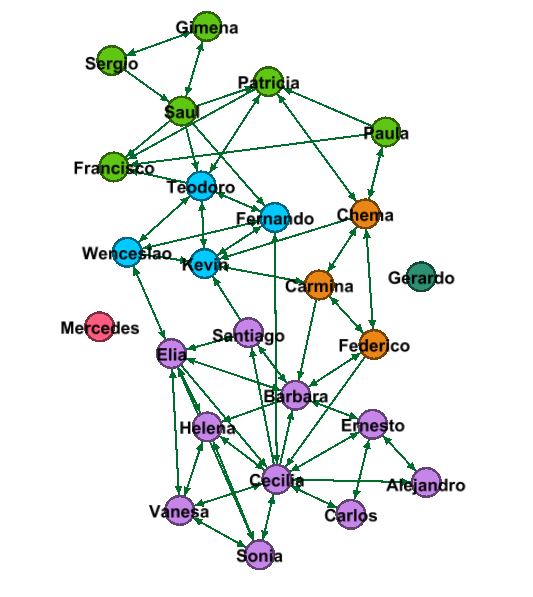 Gimena
Sergio
Patricia
Saul
Paula
Francisco
Teodoro
Fernando
Chema
Wenceslao
Kevin
Gerardo
Carmina
Mercedes
Santiago
Federico
Elia
Barbara
Helena
Ernesto
Cecilia
Alejandro
Vanesa
Carlos
Sonia